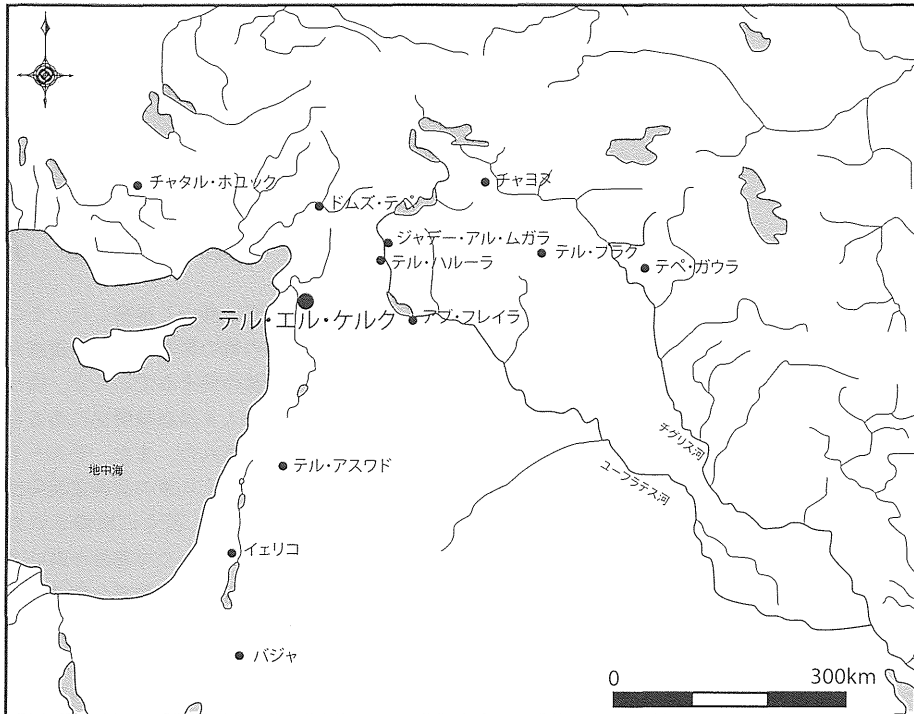 チャタル・ホユック
チャヨヌ
ドムズ・テペ
ジャデー・アル・ムガラ
テル・ブラク
テル・ハルーラ
テペ・ガウラ
テル・エル・ケルク
アブ・フレイラ
チグリス河
地中海
テル・アスワド
ユーフラテス河
イェリコ
バジャ
0
300km